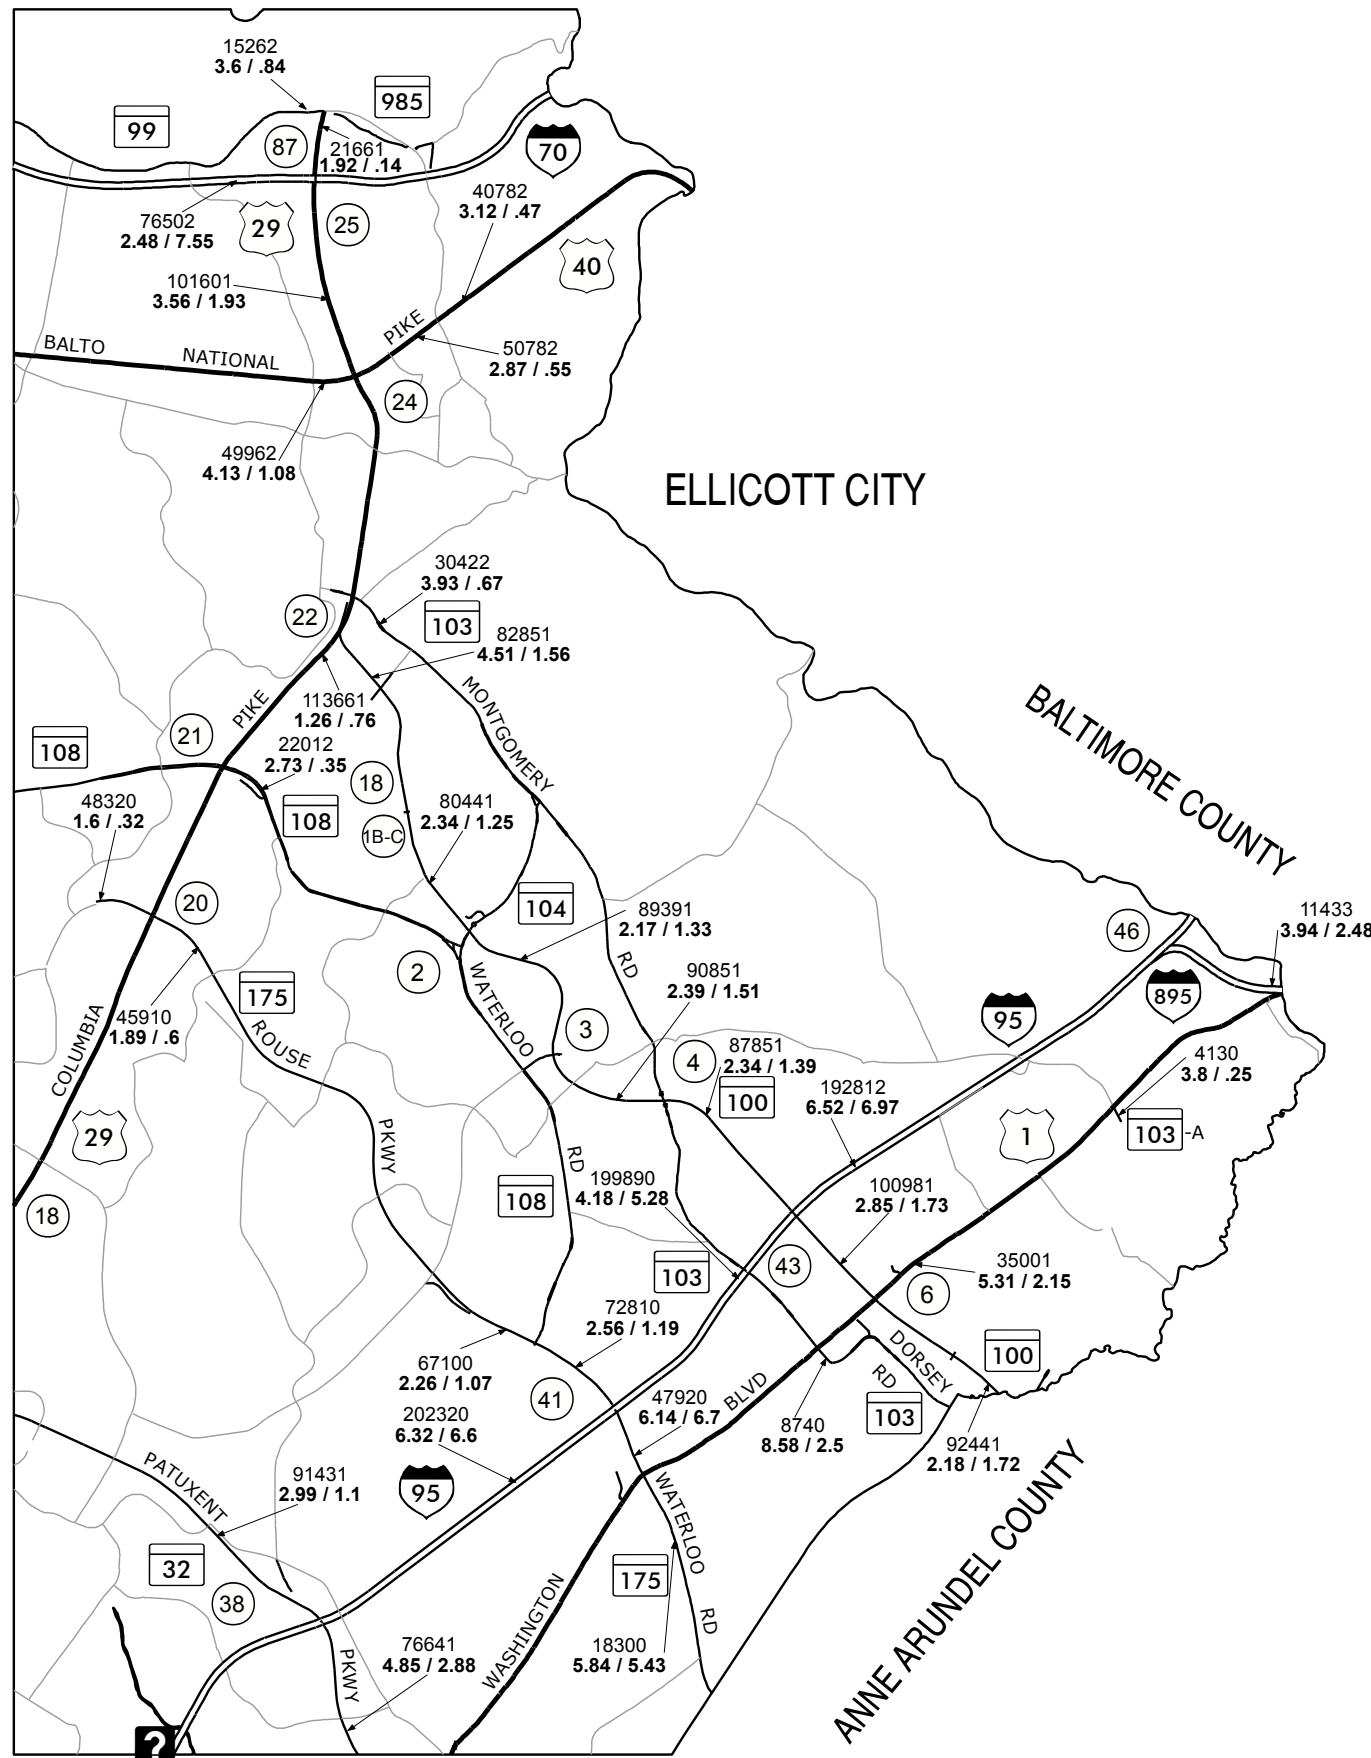 15262
3.6 / .84
985
99
87
21661
1.92 / .14
70
40782
3.12 / .47
76502
2.48 / 7.55
29
25
40
101601
3.56 / 1.93
BALTO
NATIONAL
PIKE
50782
2.87 / .55
24
49962
4.13 / 1.08
ELLICOTT CITY
30422
3.93 / .67
22
103
82851
4.51 / 1.56
MONTGOMERY
RD
113661
1.26 / .76
PIKE
21
108
22012
2.73 / .35
18
BALTIMORE COUNTY
48320
1.6 / .32
108
1B-C
80441
2.34 / 1.25
20
104
89391
2.17 / 1.33
46
11433
3.94 / 2.48
2
WATERLOO
RD
90851
2.39 / 1.51
175
895
95
COLUMBIA
45910
1.89 / .6
ROUSE
PKWY
3
4
87851
2.34 / 1.39
100
192812
6.52 / 6.97
4130
3.8 / .25
29
1
103 -A
18
108
199890
4.18 / 5.28
100981
2.85 / 1.73
103
43
35001
5.31 / 2.15
6
72810
2.56 / 1.19
DORSEY
RD
100
67100
2.26 / 1.07
41
47920
6.14 / 6.7
BLVD
103
202320
6.32 / 6.6
8740
8.58 / 2.5
92441
2.18 / 1.72
PATUXENT
PKWY
91431
2.99 / 1.1
95
WATERLOO
RD
32
175
38
WASHINGTON
ANNE ARUNDEL COUNTY
76641
4.85 / 2.88
18300
5.84 / 5.43
?